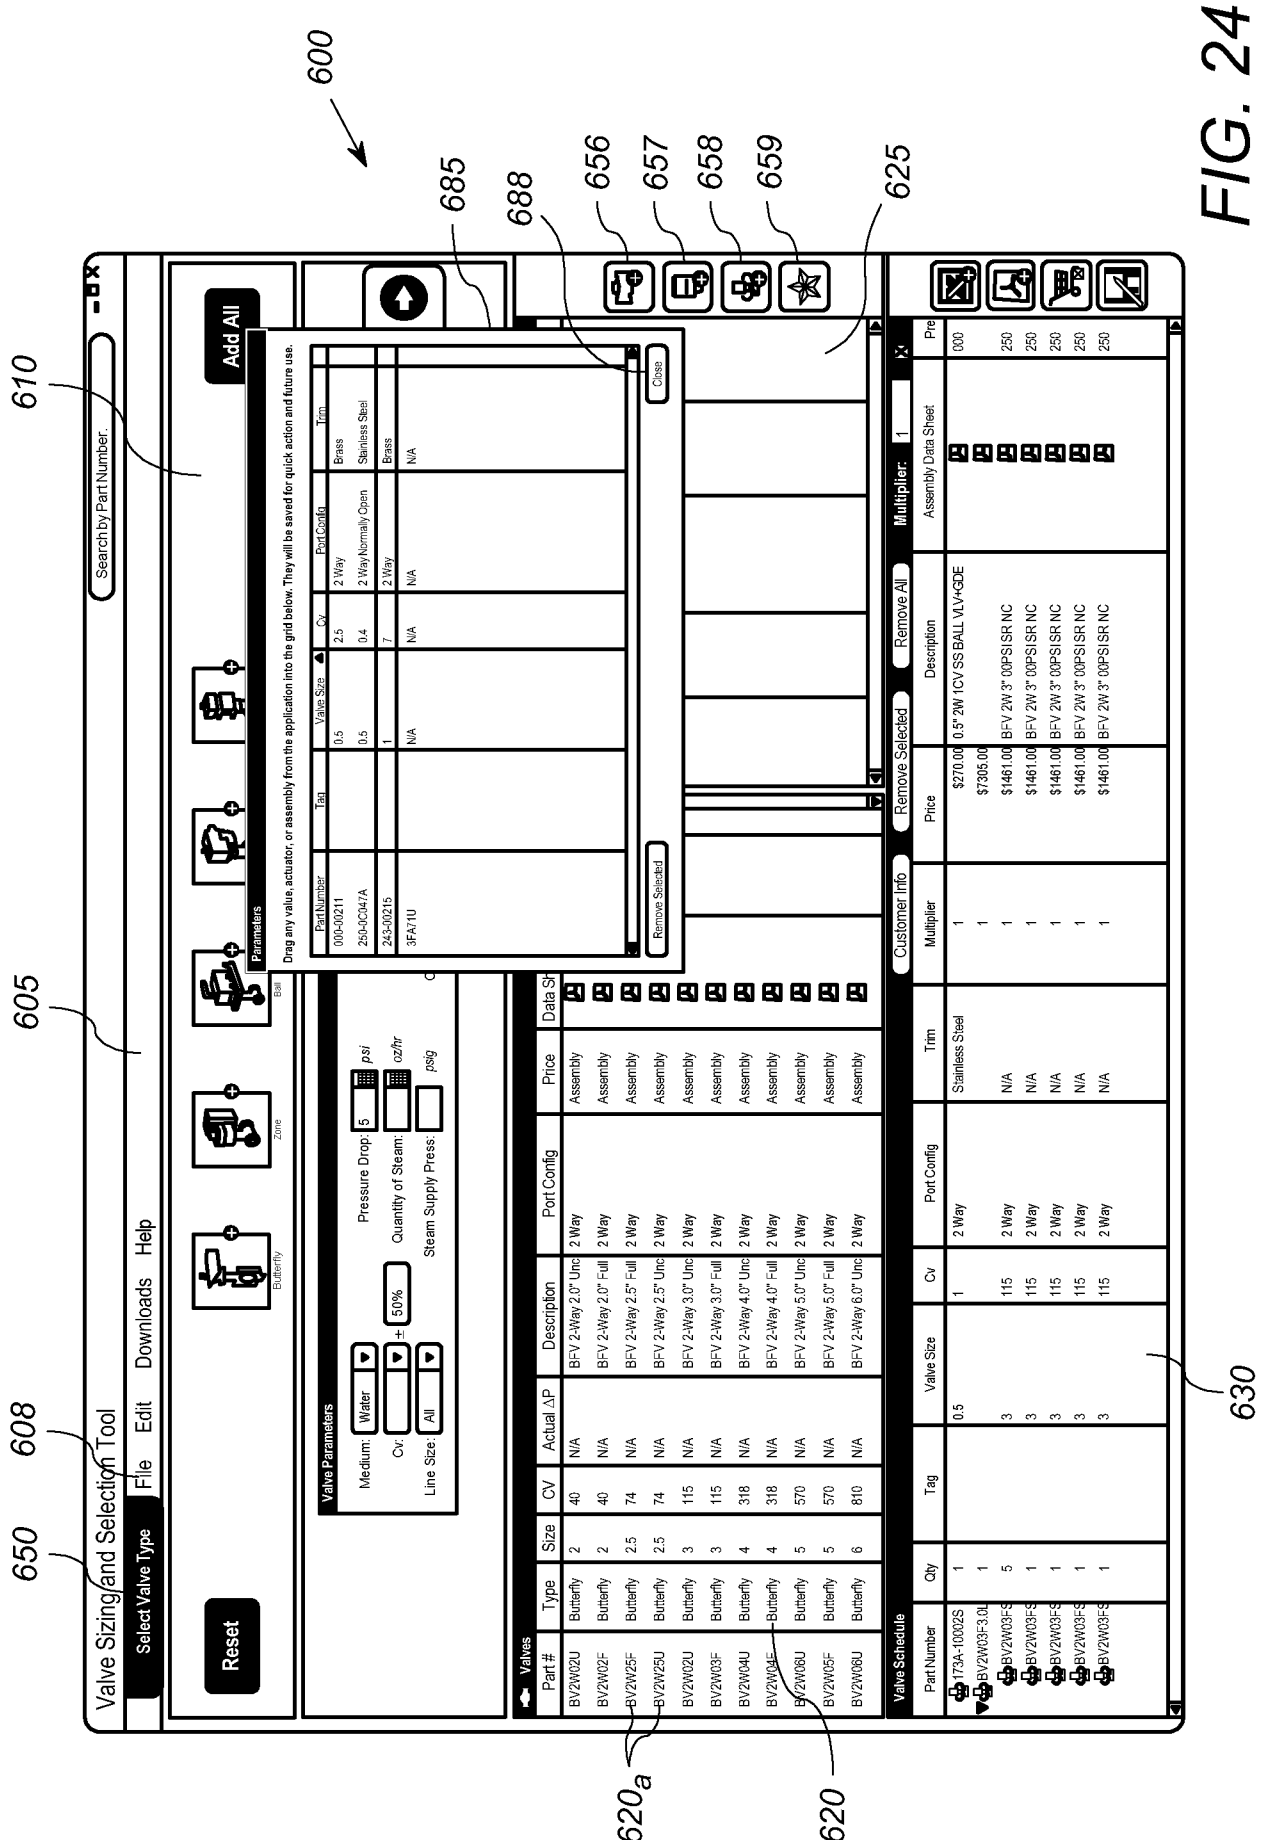 Valve Sizing and Selection Tool
Search by Part Number.
Select Valve Type File Edit Downloads Help
Reset
Butterfly
Zone
Ball
Add All
Valve Parameters
Medium: Water Pressure Drop: 5 psi
Cv: ± 50% Quantity of Steam: oz/hr
Line Size: All Steam Supply Press: psig
Parameters
Drag any value, actuator, or assembly from the application into the grid below. They will be saved for quick action and future use.
Part Number Tag Valve Size Cv Port Config Trim
000-00211 0.5 2.5 2 Way Brass
250-0C047A 0.5 0.4 2 Way Normally Open Stainless Steel
243-00215 1 7 2 Way Brass
3FA71U N/A N/A N/A N/A
Remove Selected Close
Valves
Part # Type Size CV Actual ΔP Description Port Config Price Data Sh
BV2W02U Butterfly 2 40 N/A BFV 2-Way 2.0" Unc 2 Way Assembly
BV2W02F Butterfly 2 40 N/A BFV 2-Way 2.0" Full 2 Way Assembly
BV2W25F Butterfly 2.5 74 N/A BFV 2-Way 2.5" Full 2 Way Assembly
BV2W25U Butterfly 2.5 74 N/A BFV 2-Way 2.5" Unc 2 Way Assembly
BV2W02U Butterfly 3 115 N/A BFV 2-Way 3.0" Unc 2 Way Assembly
BV2W03F Butterfly 3 115 N/A BFV 2-Way 3.0" Full 2 Way Assembly
BV2W04U Butterfly 4 318 N/A BFV 2-Way 4.0" Unc 2 Way Assembly
BV2W04F Butterfly 4 318 N/A BFV 2-Way 4.0" Full 2 Way Assembly
BV2W06U Butterfly 5 570 N/A BFV 2-Way 5.0" Unc 2 Way Assembly
BV2W05F Butterfly 5 570 N/A BFV 2-Way 5.0" Full 2 Way Assembly
BV2W06U Butterfly 6 810 N/A BFV 2-Way 6.0" Unc 2 Way Assembly
Valve Schedule Customer Info Remove Selected Remove All Multiplier: 1
Part Number Qty Tag Valve Size Cv Port Config Trim Multiplier Price Description Assembly Data Sheet Pre
173A-10002S 1 0.5 1 2 Way Stainless Steel 1 $270.00 0.5" 2W 1CV SS BALL VLV+GDE 000
BV2W03F3.0L 1 1 $7305.00
BV2W03FS 5 3 115 2 Way N/A 1 $1461.00 BFV 2W 3" 00PSISR NC 250
BV2W03FS 1 3 115 2 Way N/A 1 $1461.00 BFV 2W 3" 00PSISR NC 250
BV2W03FS 1 3 115 2 Way N/A 1 $1461.00 BFV 2W 3" 00PSISR NC 250
BV2W03FS 1 3 115 2 Way N/A 1 $1461.00 BFV 2W 3" 00PSISR NC 250
BV2W03FS 1 3 115 2 Way N/A 1 $1461.00 BFV 2W 3" 00PSISR NC 250
650
608
605
610
600
685
688
656
657
658
659
625
620a
620
630
FIG. 24